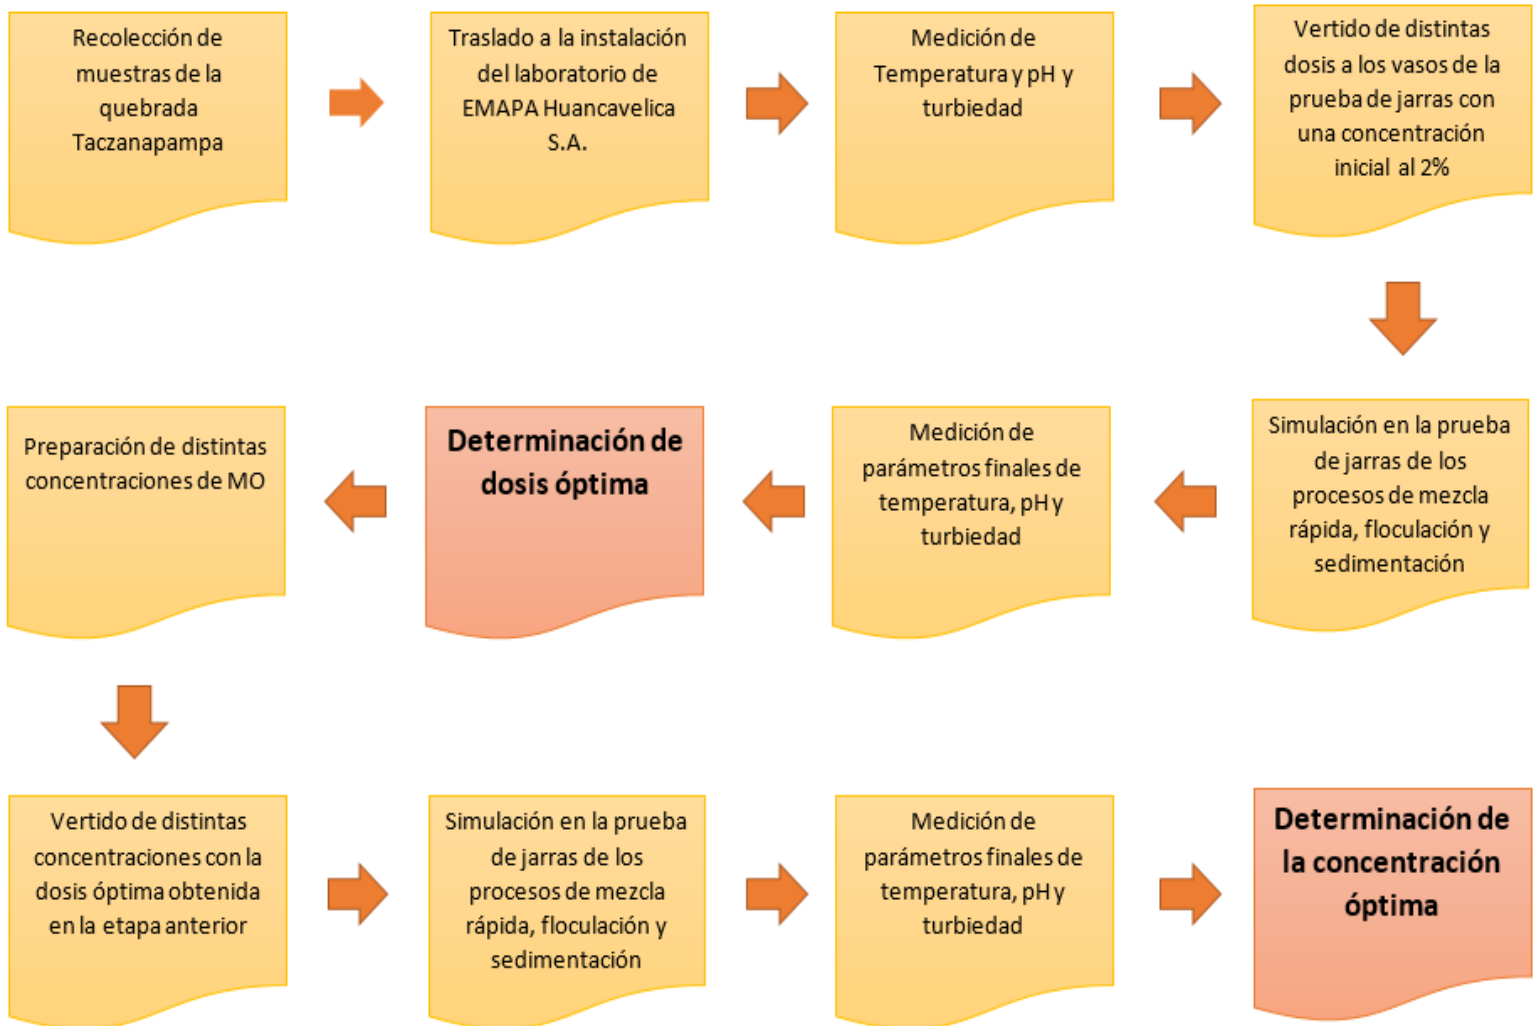 Recolección de
muestras de la
quebrada
Taczanapampa
Traslado a la instalación
del laboratorio de
EMAPA Huancavelica
S.A.
Medición de
Temperatura y pH y
turbiedad
Vertido de distintas
dosis a los vasos de la
prueba de jarras con
una concentración
inicial al 2%
Simulación en la prueba
de jarras de los
procesos de mezcla
rápida, floculación y
sedimentación
Medición de
parámetros finales de
temperatura, pH y
turbiedad
Determinación de
dosis óptima
Preparación de distintas
concentraciones de MO
Vertido de distintas
concentraciones con la
dosis óptima obtenida
en la etapa anterior
Simulación en la prueba
de jarras de los
procesos de mezcla
rápida, floculación y
sedimentación
Medición de
parámetros finales de
temperatura, pH y
turbiedad
Determinación de
la concentración
óptima